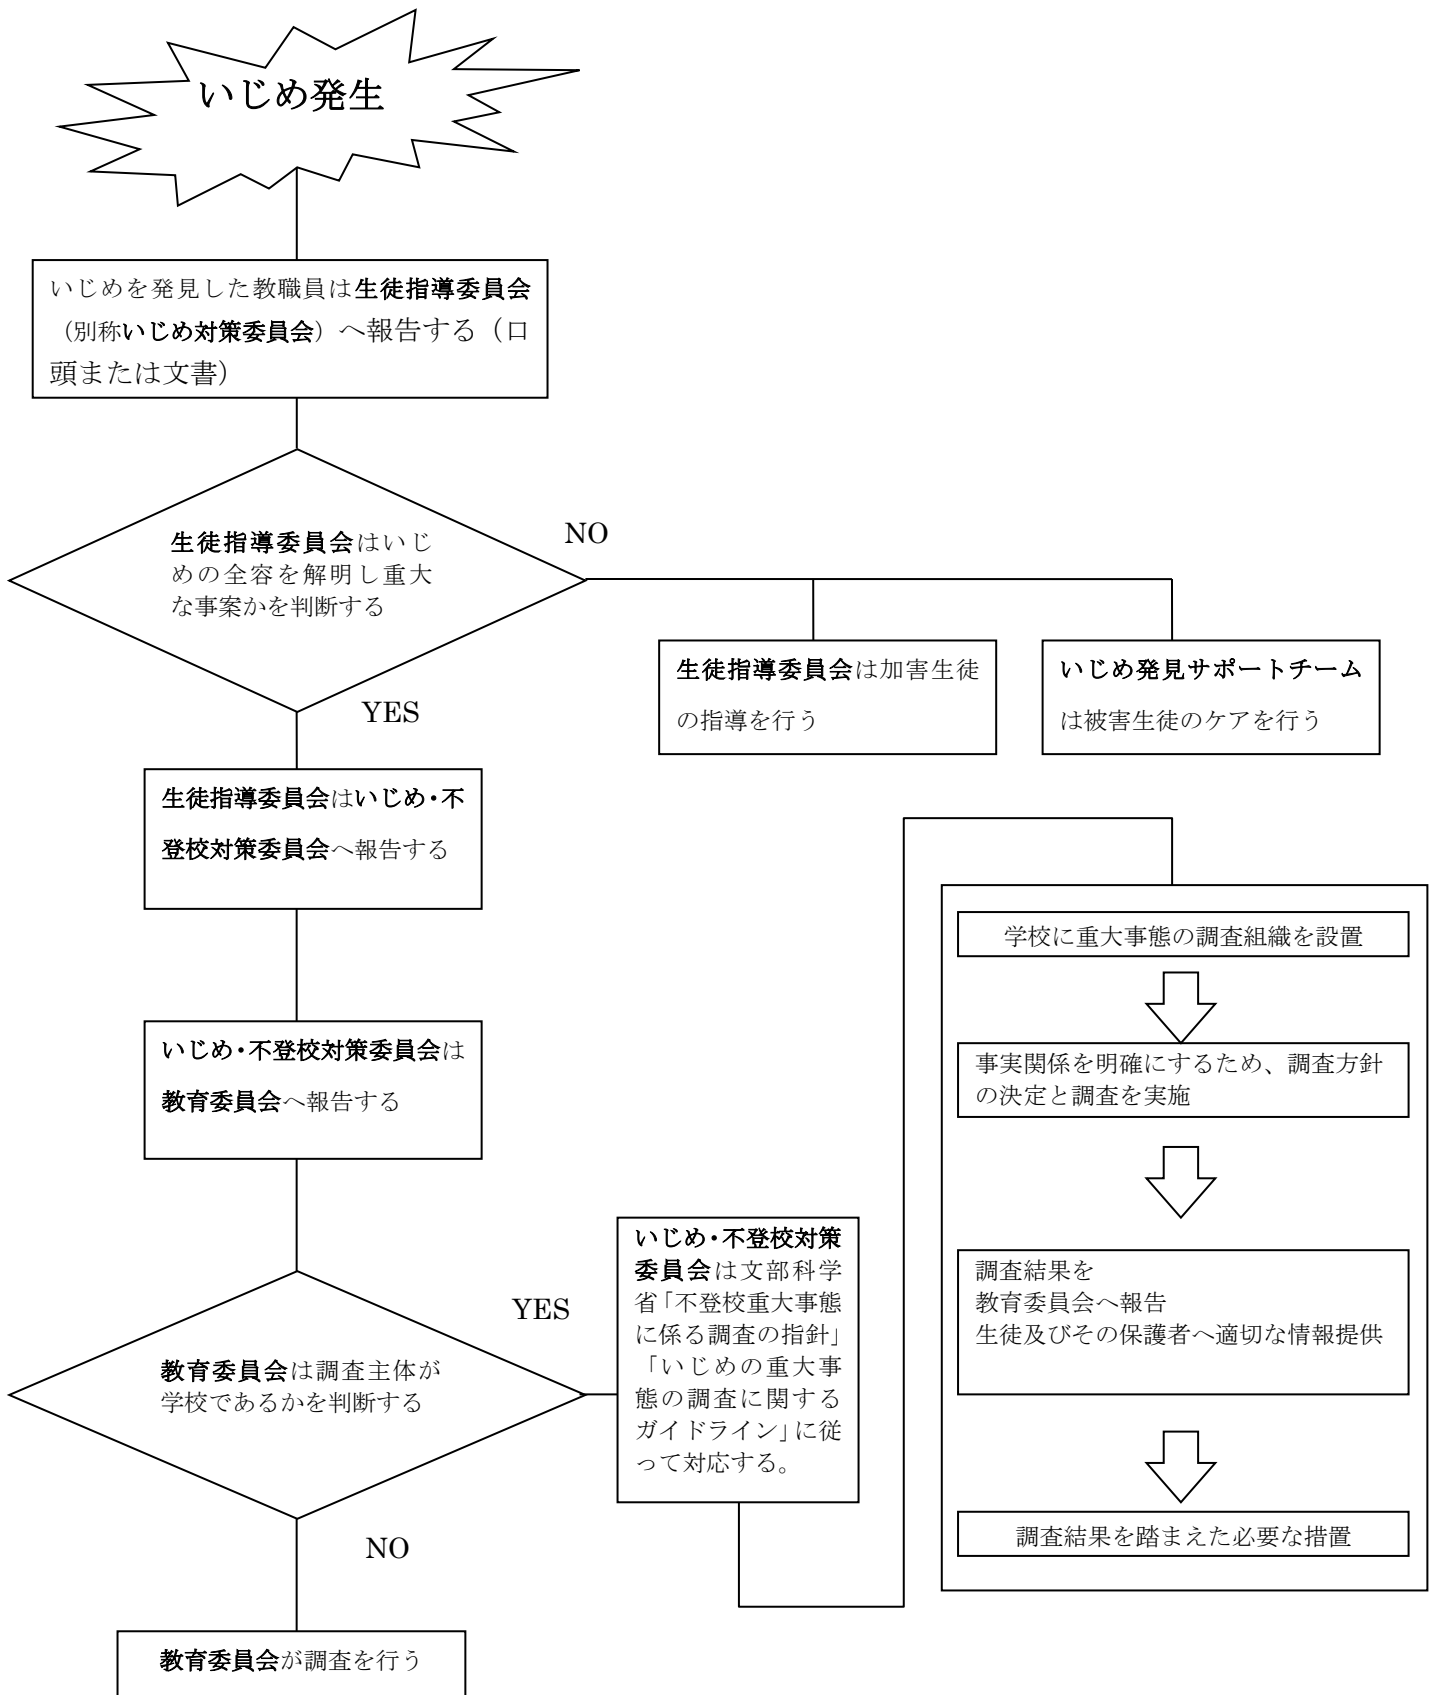 いじめ発生
いじめを発見した教職員は生徒指導委員会
（別称いじめ対策委員会）へ報告する（口
頭または文書）
生徒指導委員会はいじ
めの全容を解明し重大
な事案かを判断する
NO
YES
生徒指導委員会は加害生徒
の指導を行う
いじめ発見サポートチーム
は被害生徒のケアを行う
生徒指導委員会はいじめ・不
登校対策委員会へ報告する
いじめ・不登校対策委員会は
教育委員会へ報告する
教育委員会は調査主体が
学校であるかを判断する
YES
NO
いじめ・不登校対策
委員会は文部科学
省「不登校重大事態
に係る調査の指針」
「いじめの重大事
態の調査に関する
ガイドライン」に従
って対応する。
学校に重大事態の調査組織を設置
事実関係を明確にするため、調査方針
の決定と調査を実施
調査結果を
教育委員会へ報告
生徒及びその保護者へ適切な情報提供
調査結果を踏まえた必要な措置
教育委員会が調査を行う